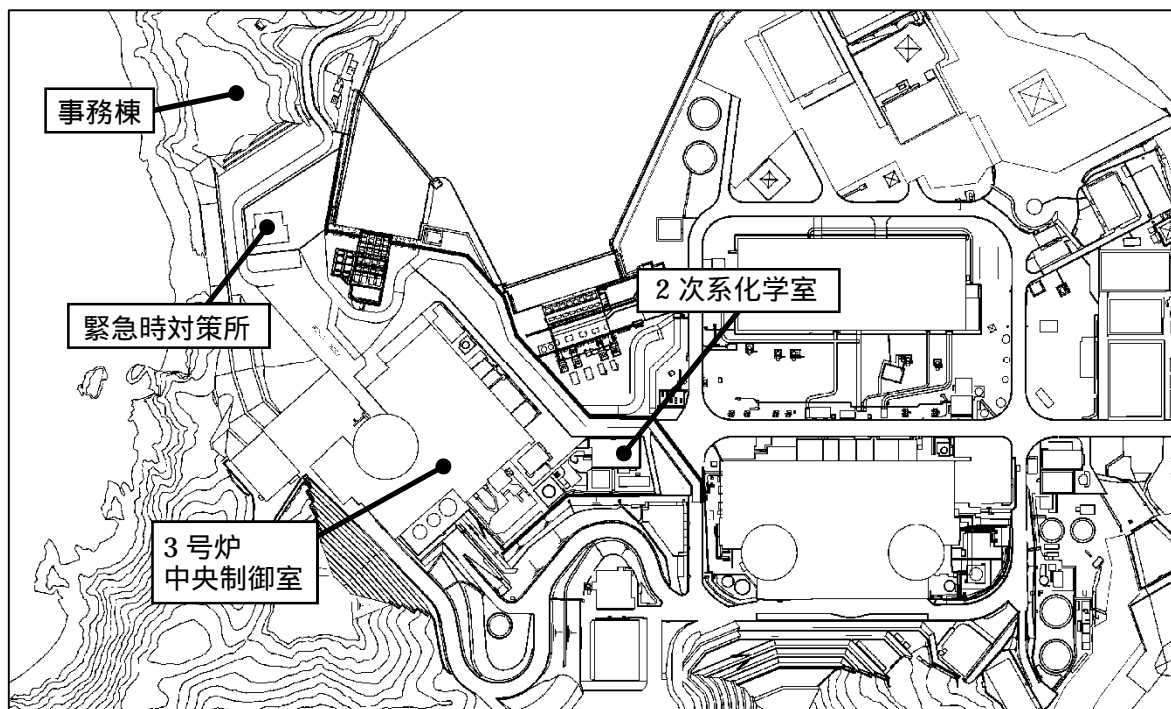 事務棟
緊急時対策所
2 次系化学室
3 号炉
中央制御室